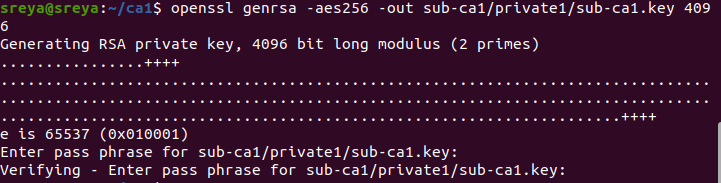 sreya@sreya:~/ca1$ openssl genrsa -aes256 -out sub-ca1/private1/sub-ca1.key 409
6
Generating RSA private key, 4096 bit long modulus (2 primes)
................++++
................................................................................
................................................................................
......................................................................++++
e is 65537 (0x010001)
Enter pass phrase for sub-ca1/private1/sub-ca1.key:
Verifying - Enter pass phrase for sub-ca1/private1/sub-ca1.key: